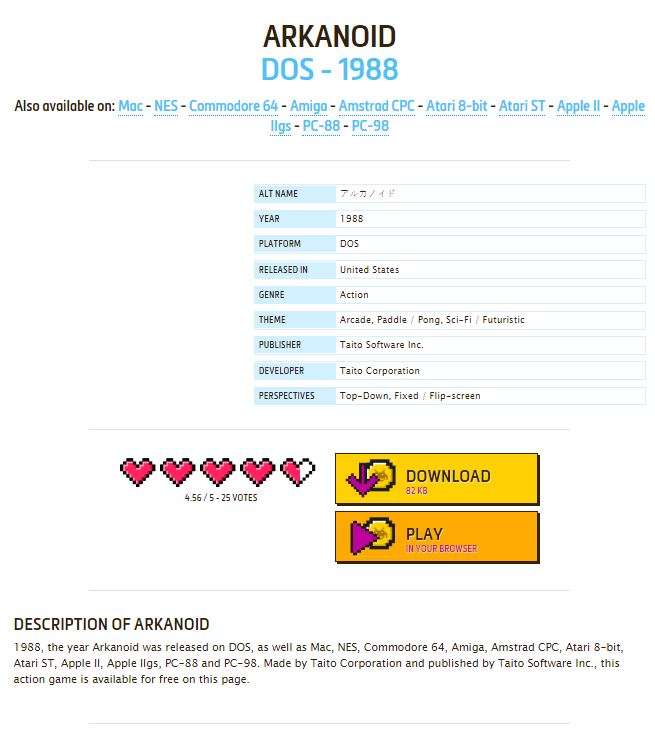 ARKANOID
DOS - 1988
Also available on: Mac - NES - Commodore 64 - Amiga - Amstrad CPC - Atari 8-bit - Atari ST - Apple II - Apple
IIgs - PC-88 - PC-98
ALT NAME アルカノイド
YEAR 1988
PLATFORM DOS
RELEASED IN United States
GENRE Action
THEME Arcade, Paddle / Pong, Sci-Fi / Futuristic
PUBLISHER Taito Software Inc.
DEVELOPER Taito Corporation
PERSPECTIVES Top-Down, Fixed / Flip-screen
4.56 / 5 - 25 VOTES
DOWNLOAD
82 KB
PLAY
IN YOUR BROWSER
DESCRIPTION OF ARKANOID
1988, the year Arkanoid was released on DOS, as well as Mac, NES, Commodore 64, Amiga, Amstrad CPC, Atari 8-bit,
Atari ST, Apple II, Apple IIgs, PC-88 and PC-98. Made by Taito Corporation and published by Taito Software Inc., this
action game is available for free on this page.